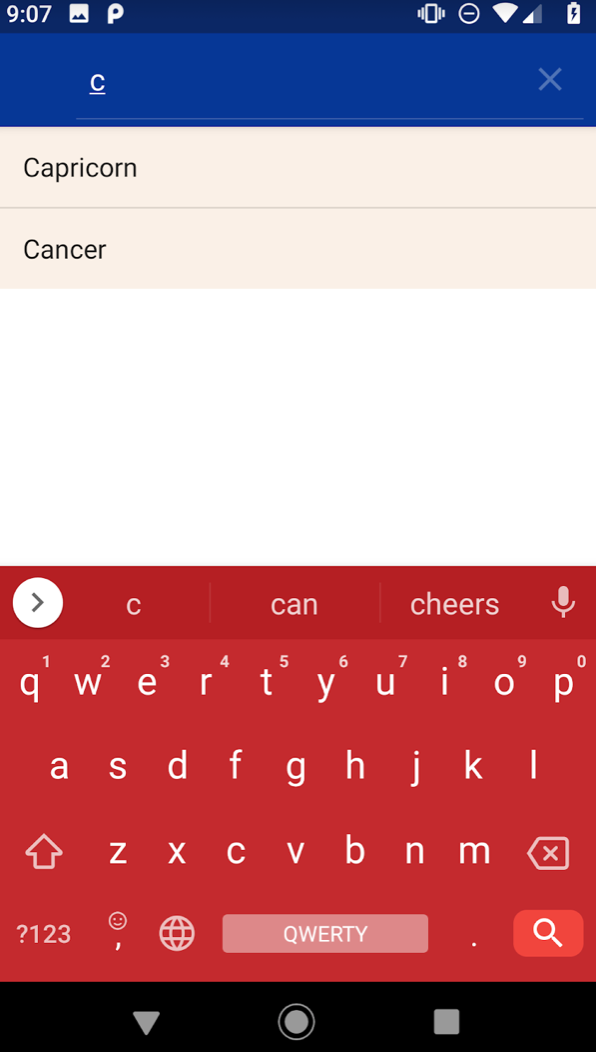 9:07
c
Capricorn
Cancer
c can cheers
1 2 3 4 5 6 7 8 9 0
q w e r t y u i o p
a s d f g h j k l
z x c v b n m
?123 , QWERTY .